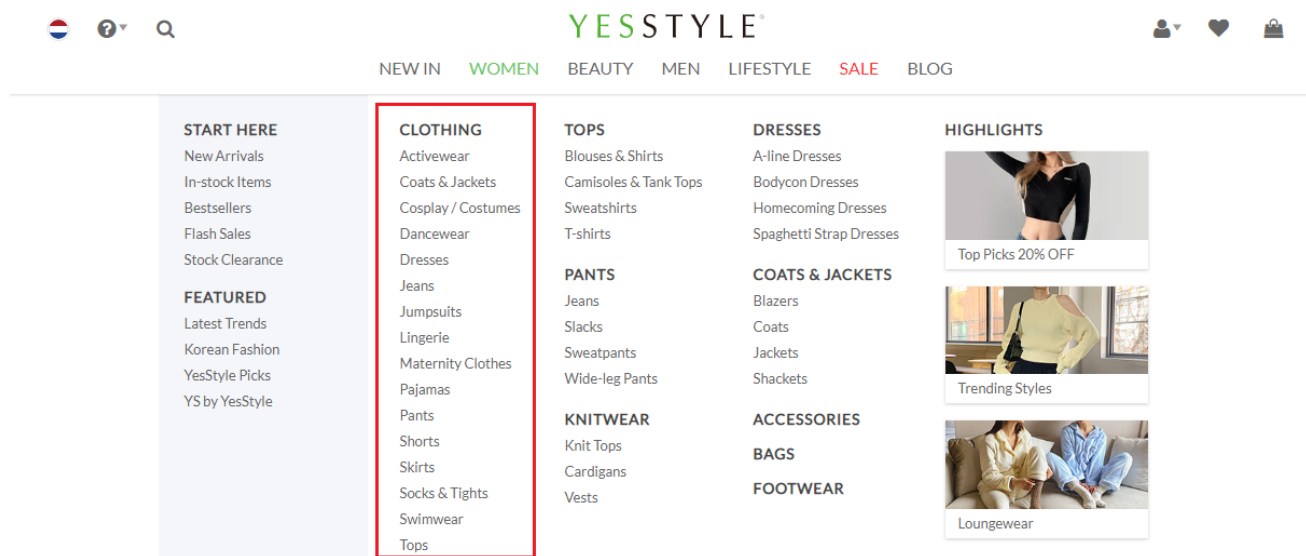 YESSTYLE®
NEW IN WOMEN BEAUTY MEN LIFESTYLE SALE BLOG
START HERE
New Arrivals
In-stock Items
Bestsellers
Flash Sales
Stock Clearance
FEATURED
Latest Trends
Korean Fashion
YesStyle Picks
YS by YesStyle
CLOTHING
Activewear
Coats & Jackets
Cosplay / Costumes
Dancewear
Dresses
Jeans
Jumpsuits
Lingerie
Maternity Clothes
Pajamas
Pants
Shorts
Skirts
Socks & Tights
Swimwear
Tops
TOPS
Blouses & Shirts
Camisoles & Tank Tops
Sweatshirts
T-shirts
PANTS
Jeans
Slacks
Sweatpants
Wide-leg Pants
KNITWEAR
Knit Tops
Cardigans
Vests
DRESSES
A-line Dresses
Bodycon Dresses
Homecoming Dresses
Spaghetti Strap Dresses
COATS & JACKETS
Blazers
Coats
Jackets
Shackets
ACCESSORIES
BAGS
FOOTWEAR
HIGHLIGHTS
Top Picks 20% OFF
Trending Styles
Loungewear